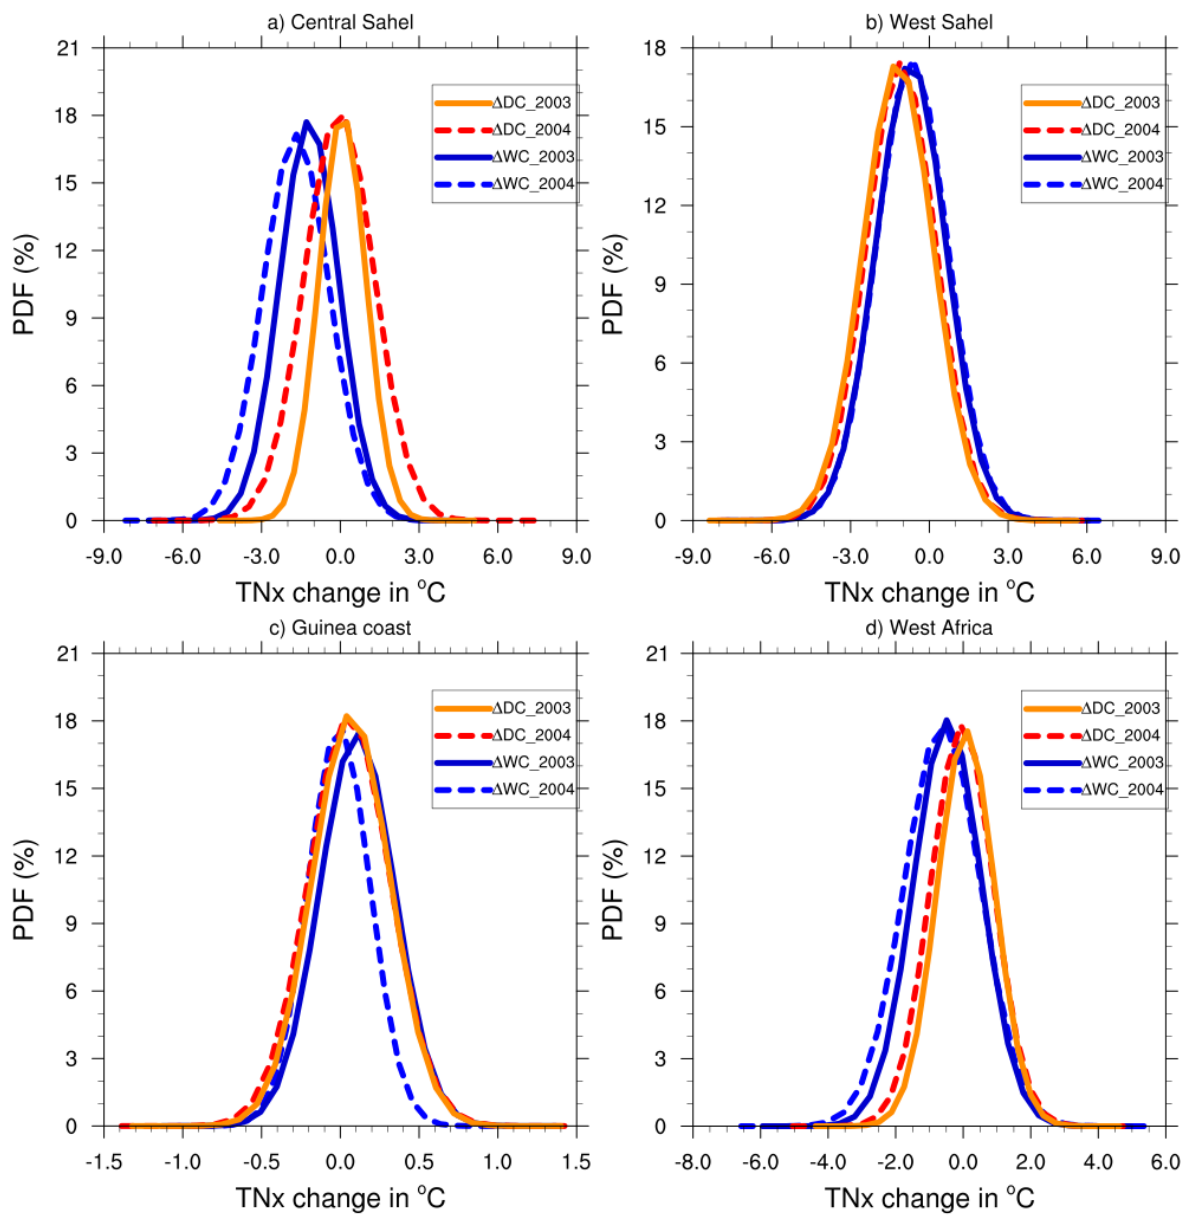 a) Central Sahel
21
18
15
12
9
6
3
0
PDF (%)
-9.0 -6.0 -3.0 0.0 3.0 6.0 9.0
TNx change in °C
ΔDC_2003
ΔDC_2004
ΔWC_2003
ΔWC_2004
b) West Sahel
18
15
12
9
6
3
0
PDF (%)
-9.0 -6.0 -3.0 0.0 3.0 6.0 9.0
TNx change in °C
ΔDC_2003
ΔDC_2004
ΔWC_2003
ΔWC_2004
c) Guinea coast
21
18
15
12
9
6
3
0
PDF (%)
-1.5 -1.0 -0.5 0.0 0.5 1.0 1.5
TNx change in °C
ΔDC_2003
ΔDC_2004
ΔWC_2003
ΔWC_2004
d) West Africa
21
18
15
12
9
6
3
0
PDF (%)
-8.0 -6.0 -4.0 -2.0 0.0 2.0 4.0 6.0
TNx change in °C
ΔDC_2003
ΔDC_2004
ΔWC_2003
ΔWC_2004